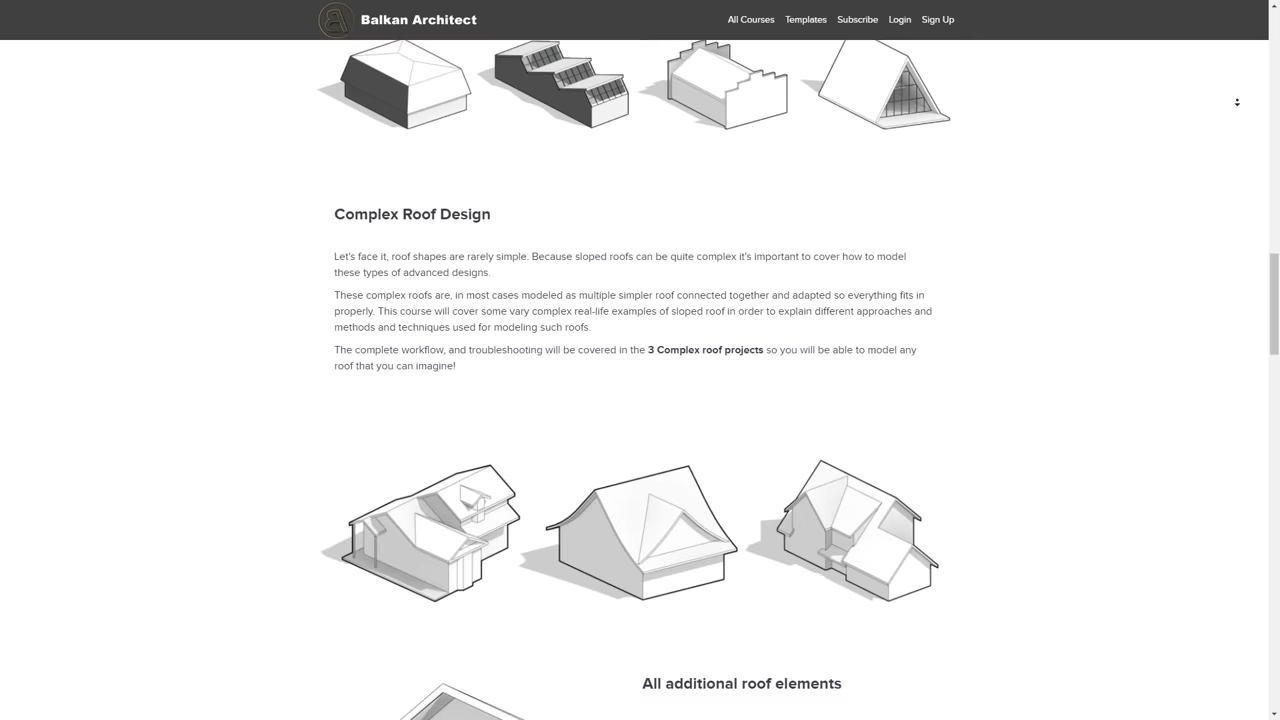 Balkan Architect
All Courses Templates Subscribe Login Sign Up
Complex Roof Design
Let's face it, roof shapes are rarely simple. Because sloped roofs can be quite complex it's important to cover how to model
these types of advanced designs.
These complex roofs are, in most cases modeled as multiple simpler roof connected together and adapted so everything fits in
properly. This course will cover some vary complex real-life examples of sloped roof in order to explain different approaches and
methods and techniques used for modeling such roofs.
The complete workflow, and troubleshooting will be covered in the 3 Complex roof projects so you will be able to model any
roof that you can imagine!
All additional roof elements